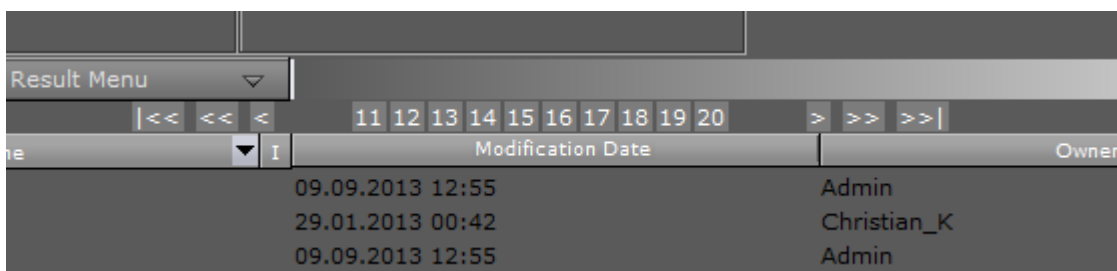 Result Menu
|<< << < 11 12 13 14 15 16 17 18 19 20 > >> >>|
I Modification Date Owner
09.09.2013 12:55 Admin
29.01.2013 00:42 Christian_K
09.09.2013 12:55 Admin